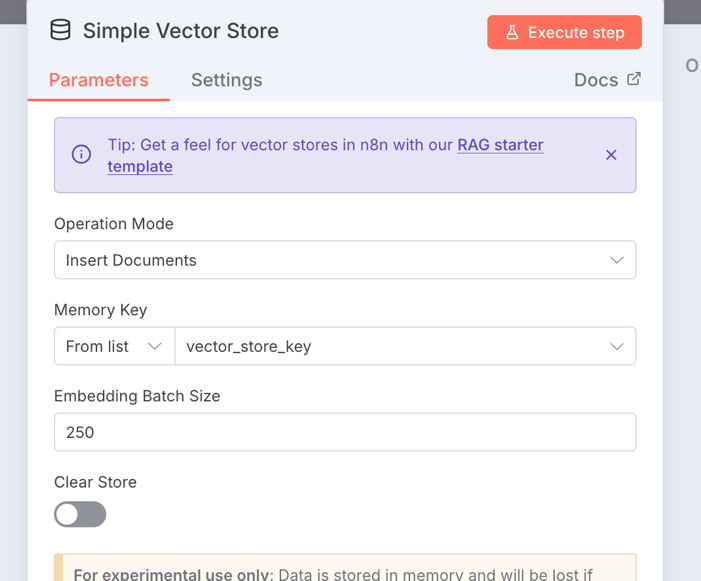 Simple Vector Store
Execute step
Parameters
Settings
Docs
Tip: Get a feel for vector stores in n8n with our RAG starter
template
Operation Mode
Insert Documents
Memory Key
From list
vector_store_key
Embedding Batch Size
250
Clear Store
For experimental use only: Data is stored in memory and will be lost if